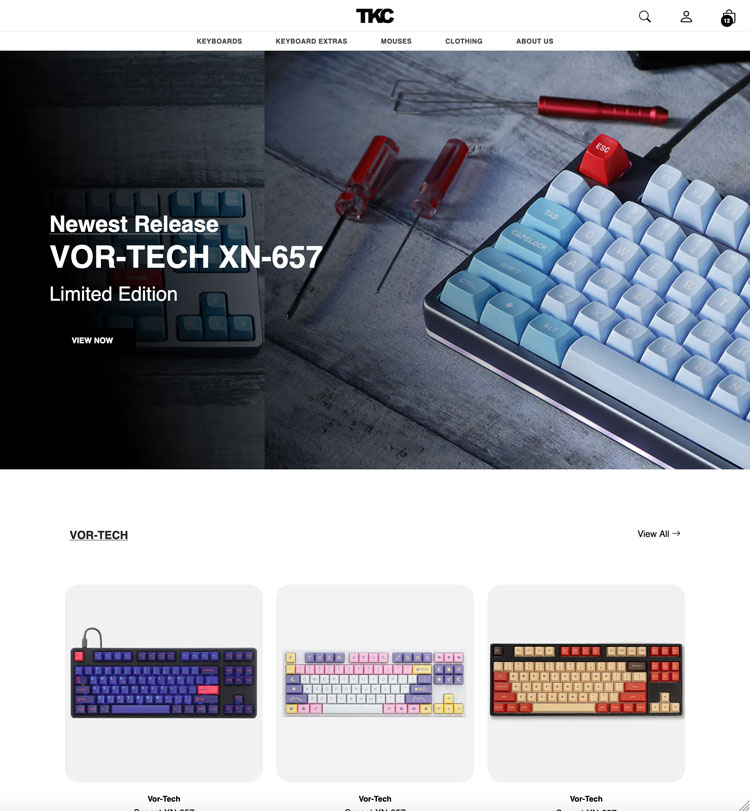 TKC
12
KEYBOARDS KEYBOARD EXTRAS MOUSES CLOTHING ABOUT US
ESC
TAB
CAPSLOCK
SHIFT
CTRL
ALT
Newest Release
VOR-TECH XN-657
Limited Edition
VIEW NOW
VOR-TECH
View All →
Vor-Tech Vor-Tech Vor-Tech